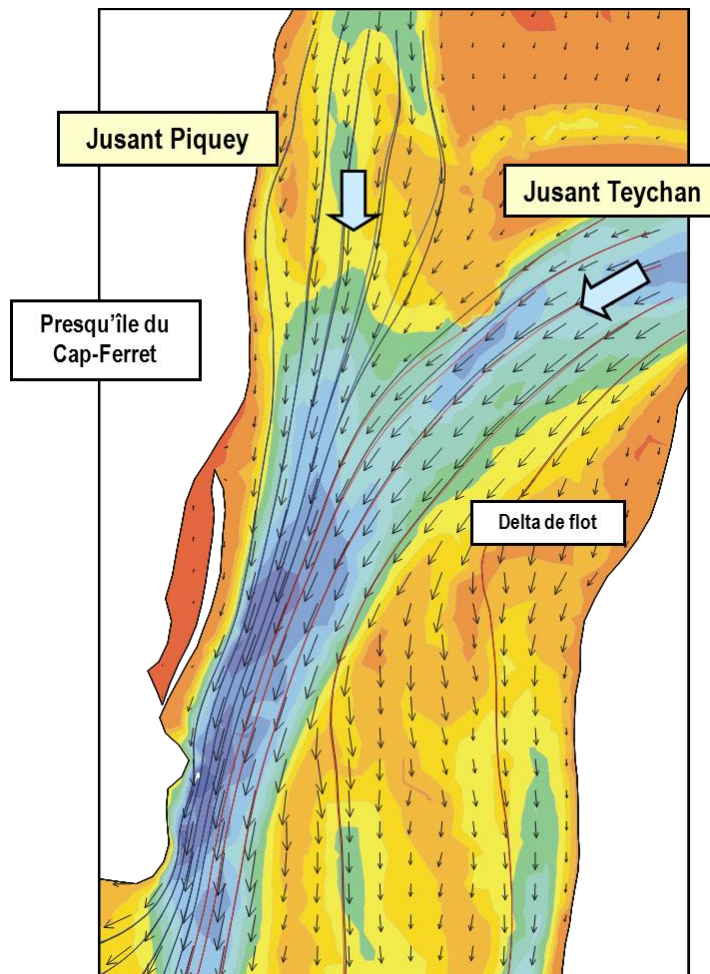 Jusant Piquey
Jusant Teychan
Presqu'île du
Cap-Ferret
Delta de flot